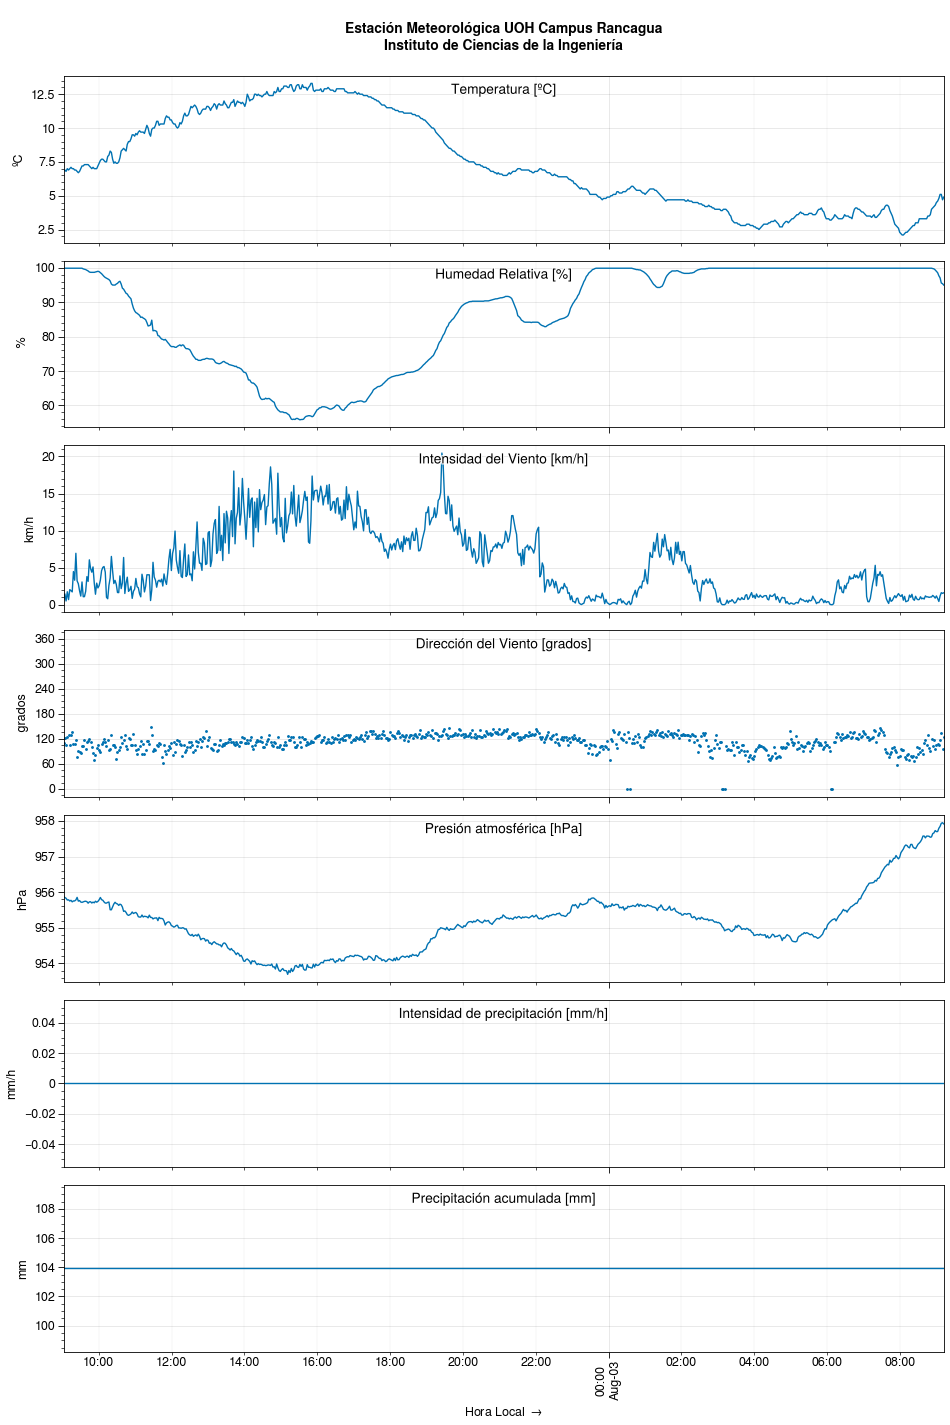 Estación Meteorológica UOH Campus Rancagua
Instituto de Ciencias de la Ingeniería
Temperatura [ºC]
ºC
12.5
10
7.5
5
2.5
Humedad Relativa [%]
%
100
90
80
70
60
Intensidad del Viento [km/h]
km/h
20
15
10
5
0
Dirección del Viento [grados]
grados
360
300
240
180
120
60
0
Presión atmosférica [hPa]
hPa
958
957
956
955
954
Intensidad de precipitación [mm/h]
mm/h
0.04
0.02
0
−0.02
−0.04
Precipitación acumulada [mm]
mm
108
106
104
102
100
10:00 12:00 14:00 16:00 18:00 20:00 22:00 00:00 02:00 04:00 06:00 08:00
Aug-03
Hora Local →